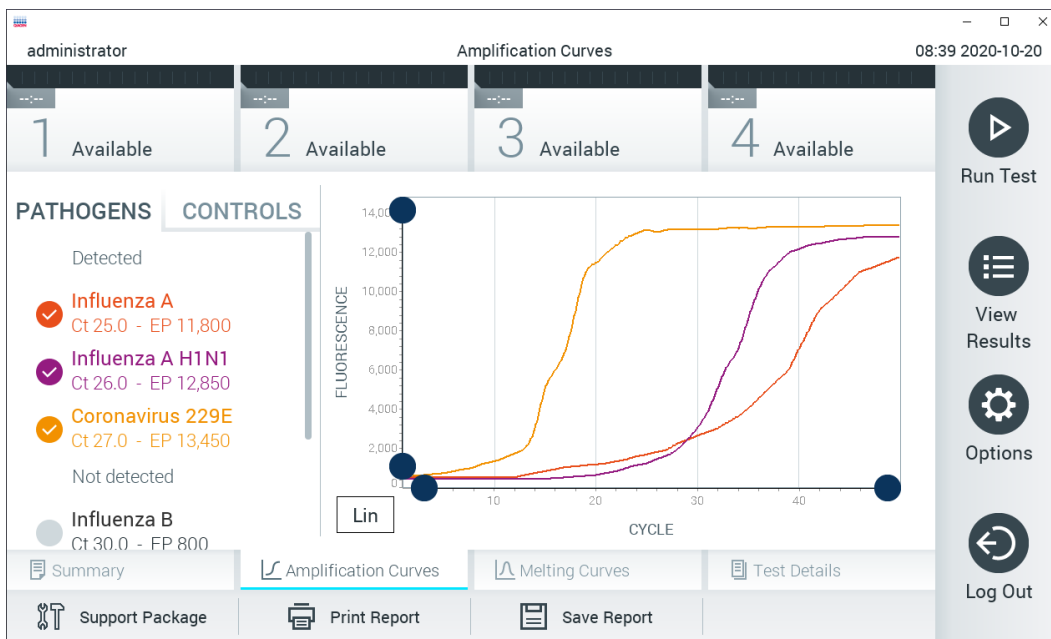 administrator Amplification Curves 08:39 2020-10-20
--:-- --:-- --:-- --:--
1 Available 2 Available 3 Available 4 Available
Run Test
PATHOGENS CONTROLS
Detected
Influenza A
Ct 25.0 - EP 11,800
Influenza A H1N1
Ct 26.0 - EP 12,850
Coronavirus 229E
Ct 27.0 - EP 13,450
Not detected
Influenza B
Ct 30.0 - EP 800
FLUORESCENCE
14,00
12,000
10,000
8,000
6,000
4,000
2,000
0
10 20 30 40
CYCLE
Lin
View
Results
Options
Log Out
Summary Amplification Curves Melting Curves Test Details
Support Package Print Report Save Report